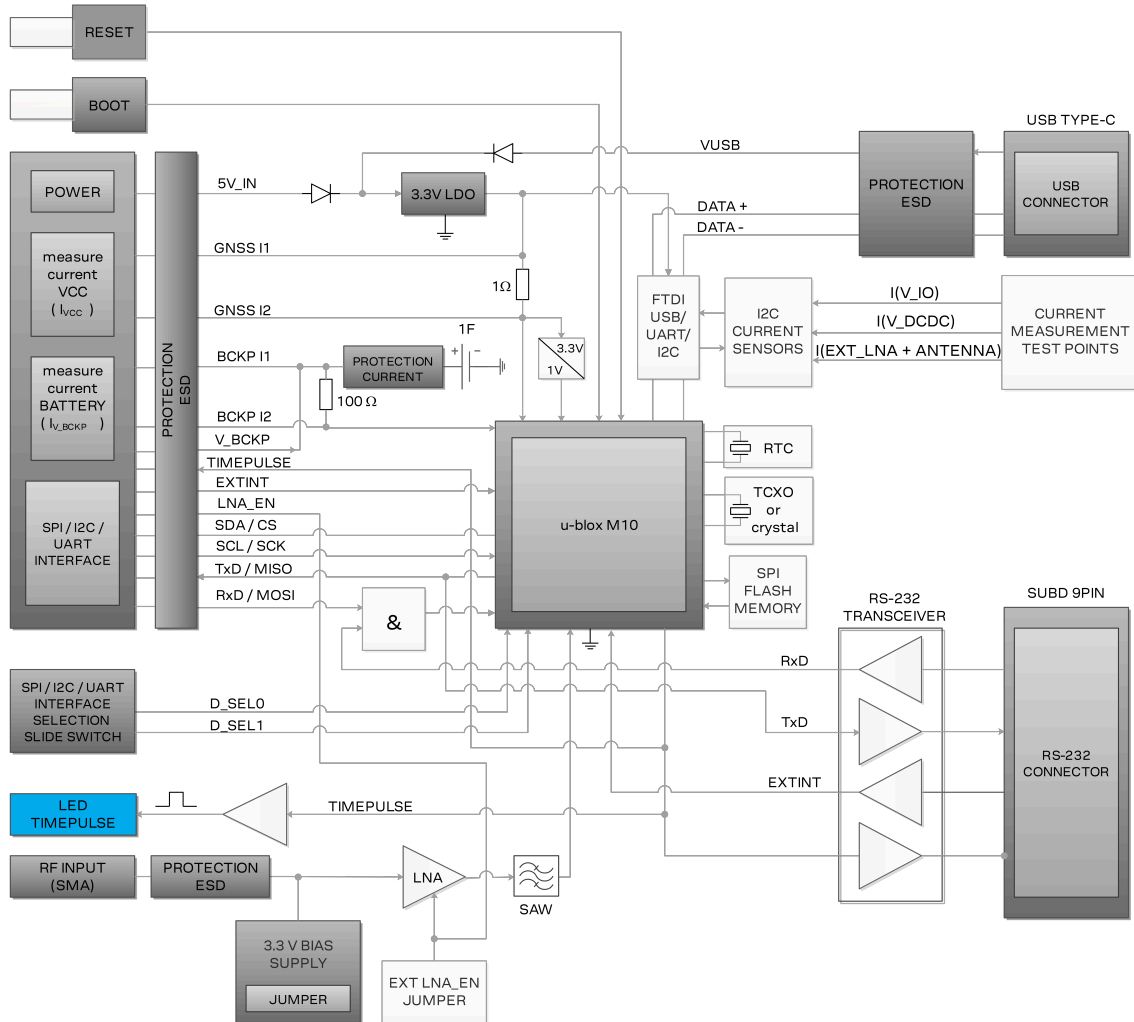 RESET
BOOT
USB TYPE-C
VUSB
PROTECTION
ESD
USB
CONNECTOR
POWER
5V_IN
3.3V LDO
DATA +
DATA -
measure
current
VCC
( IVCC )
GNSS I1
1Ω
GNSS I2
FTDI
USB/
UART/
I2C
I2C
CURRENT
SENSORS
I(V_IO)
I(V_DCDC)
I(EXT_LNA + ANTENNA)
CURRENT
MEASUREMENT
TEST POINTS
1F
+
-
3.3V
1V
BCKP I1
PROTECTION
CURRENT
measure
current
BATTERY
( IV_BCKP )
PROTECTION
ESD
100 Ω
BCKP I2
V_BCKP
TIMEPULSE
EXTINT
LNA_EN
SDA / CS
SCL / SCK
TxD / MISO
RxD / MOSI
SPI / I2C /
UART
INTERFACE
u-blox M10
RTC
TCXO
or
crystal
SPI
FLASH
MEMORY
&
RS-232
TRANSCEIVER
SUBD 9PIN
RxD
TxD
EXTINT
RS-232
CONNECTOR
SPI / I2C / UART
INTERFACE
SELECTION
SLIDE SWITCH
D_SEL0
D_SEL1
LED
TIMEPULSE
TIMEPULSE
RF INPUT
(SMA)
PROTECTION
ESD
LNA
SAW
3.3 V BIAS
SUPPLY
JUMPER
EXT LNA_EN
JUMPER